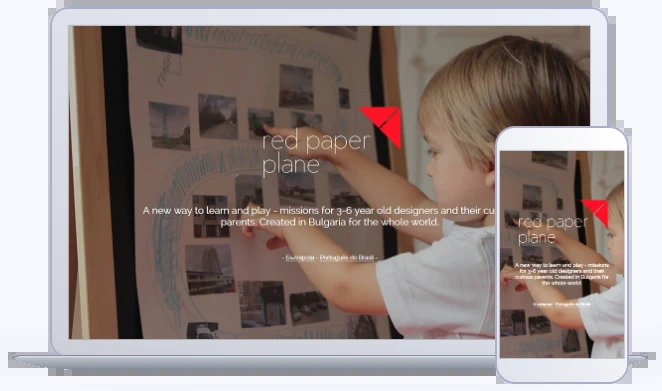 red paper
plane
A new way to learn and play - missions for 3-6 year old designers and their cu
parents. Created in Bulgaria for the whole world.
- Български - Português do Brasil -
red paper
plane
A new way to learn and play - missions
for 3-6 year old designers and their
curious parents. Created in Bulgaria for
the whole world.
- Български - Português do Brasil -